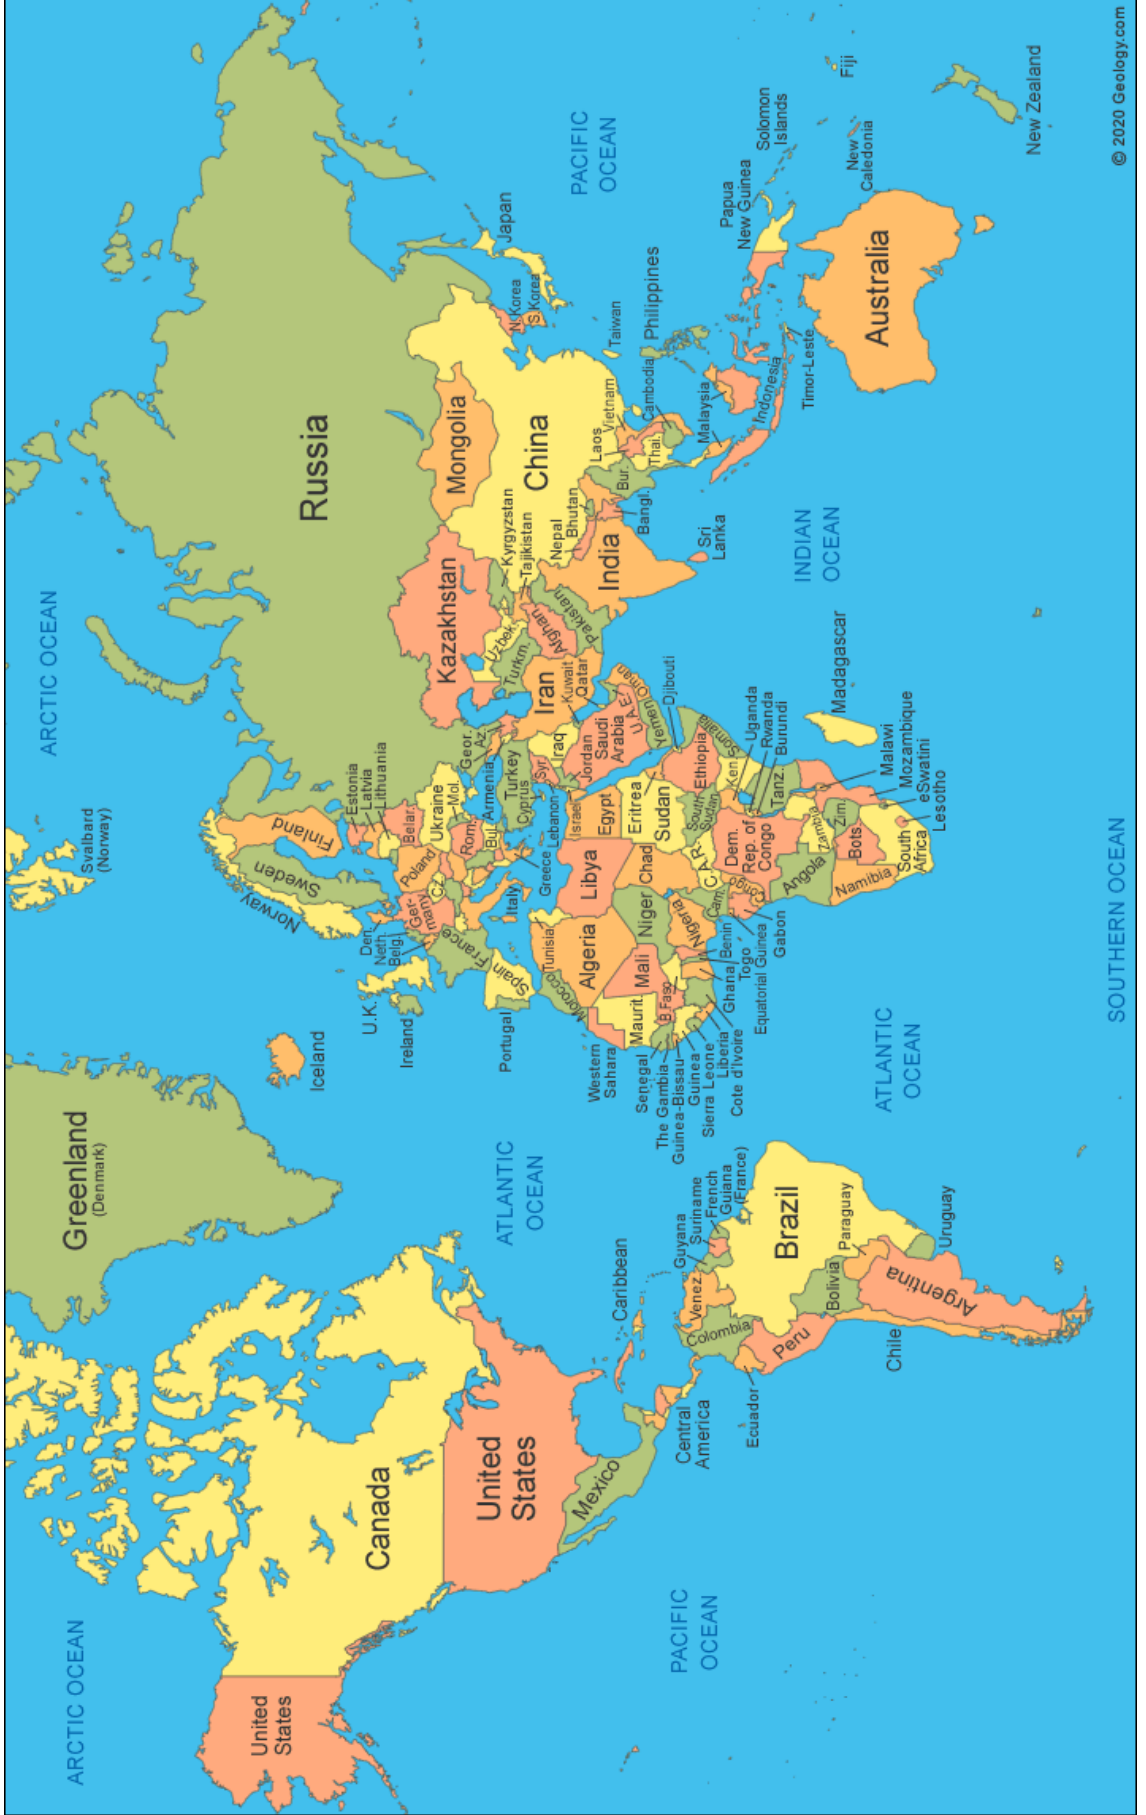 ARCTIC OCEAN
ARCTIC OCEAN
Svalbard
(Norway)
Greenland
(Denmark)
United
States
Canada
Iceland
Norway
Sweden
Finland
Russia
U.K.
Ireland
Den.
Neth.
Belg.
Ger-
many
Poland
Cz.
Estonia
Latvia
Lithuania
Belar.
Ukraine
Mol.
Rom.
Bul.
France
Spain
Portugal
Italy
Greece
United
States
ATLANTIC
OCEAN
Kazakhstan
Mongolia
Geor.
Az.
Armenia
Turkey
Cyprus
Lebanon
Israel
Syr.
Iraq
Iran
Kuwait
Qatar
Jordan
Saudi
Arabia
U.A.E.
Oman
Yemen
Uzbek.
Turkm.
Kyrgyzstan
Tajikistan
Afghan.
Pakistan
China
Nepal
Bhutan
India
Bangl.
Sri
Lanka
N.Korea
S.Korea
Japan
PACIFIC
OCEAN
Taiwan
Mexico
Caribbean
Central
America
Morocco
Tunisia
Algeria
Libya
Egypt
Western
Sahara
Maurit.
Mali
Niger
Chad
Sudan
Eritrea
Djibouti
Senegal
The Gambia
Guinea-Bissau
Guinea
Sierra Leone
Liberia
Cote d'Ivoire
B.Faso
Ghana
Togo
Benin
Nigeria
Cam.
C.A.R.
South
Sudan
Ethiopia
Somalia
Equatorial Guinea
Gabon
Congo
Dem.
Rep. of
Congo
Ken.
Uganda
Rwanda
Burundi
Tanz.
Angola
Zambia
Malawi
Mozambique
Zim.
Bots.
Namibia
South
Africa
eSwatini
Lesotho
Madagascar
Bur.
Laos
Thai.
Vietnam
Cambodia
Philippines
Malaysia
Indonesia
Timor-Leste
Papua
New Guinea
Solomon
Islands
Fiji
New
Caledonia
Australia
New Zealand
PACIFIC
OCEAN
Venez.
Guyana
Suriname
French
Guiana
(France)
Colombia
Ecuador
Peru
Brazil
Bolivia
Paraguay
Chile
Argentina
Uruguay
ATLANTIC
OCEAN
INDIAN
OCEAN
SOUTHERN OCEAN
© 2020 Geology.com